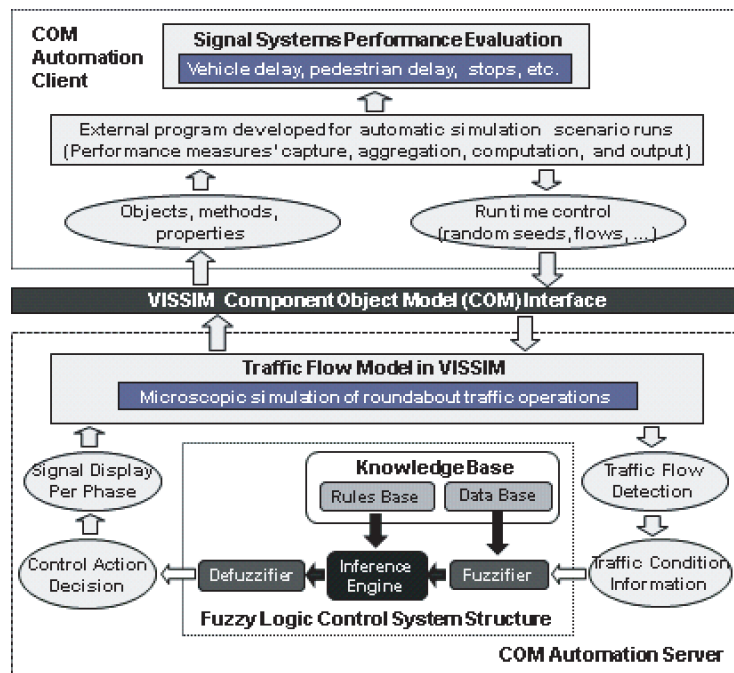 COM
Automation
Client
Signal Systems Performance Evaluation
Vehicle delay, pedestrian delay, stops, etc.
External program developed for automatic simulation scenario runs
(Performance measures' capture, aggregation, computation, and output)
Objects, methods,
properties
Run time control
(random seeds, flows, ...)
VISSIM Component Object Model (COM) Interface
Traffic Flow Model in VISSIM
Microscopic simulation of roundabout traffic operations
Signal Display
Per Phase
Knowledge Base
Rules Base
Data Base
Traffic Flow
Detection
Control Action
Decision
Defuzzifier
Inference
Engine
Fuzzifier
Traffic Condition
Information
Fuzzy Logic Control System Structure
COM Automation Server